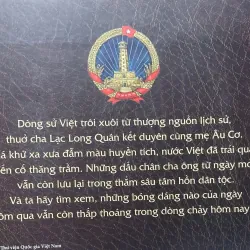 Dòng sử Việt trôi xuôi từ thượng nguồn lịch sử,
thuở cha Lạc Long Quân kết duyên cùng mẹ Âu Cơ.
khứ xa xưa đẫm màu huyền tích, nước Việt đã trải qua
cố thăng trầm. Những dấu chân cha ông từ ngày
vẫn còn lưu lại trong thẳm sâu tâm hồn dân tộc.
Và ta hãy tìm xem, những bóng dáng nào của ngày
qua vẫn còn thấp thoáng trong dòng chảy hôm nay
Thư viện Quốc gia Việt Nam